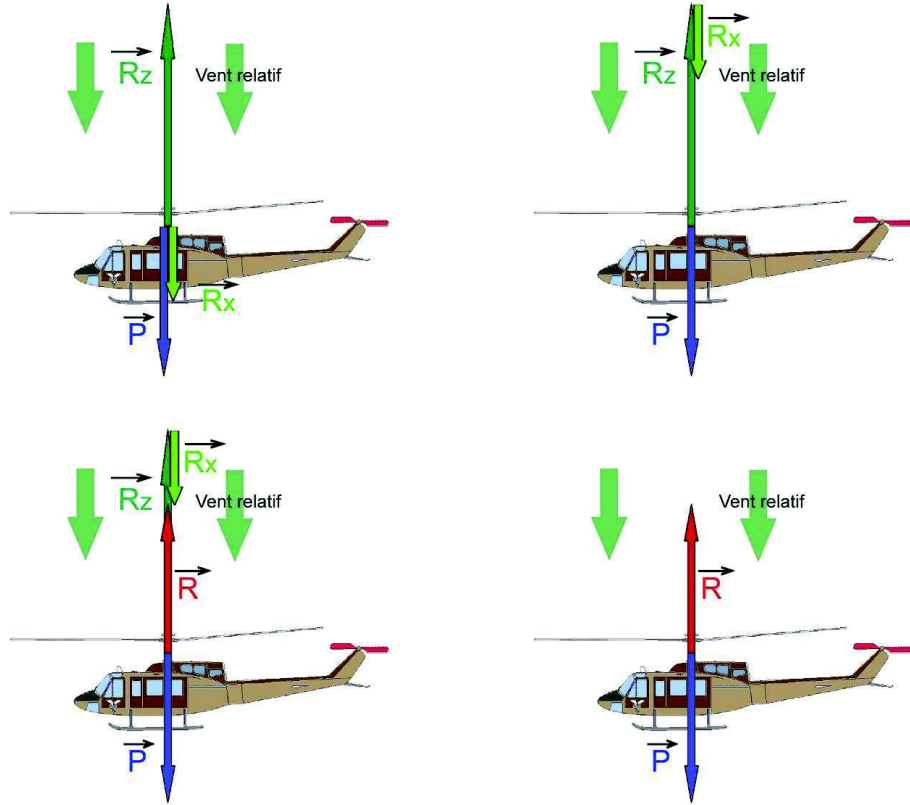 Rz
Vent relatif
Rx
P
Rx
Rz
Vent relatif
P
Rx
Rz
Vent relatif
R
P
Vent relatif
R
P